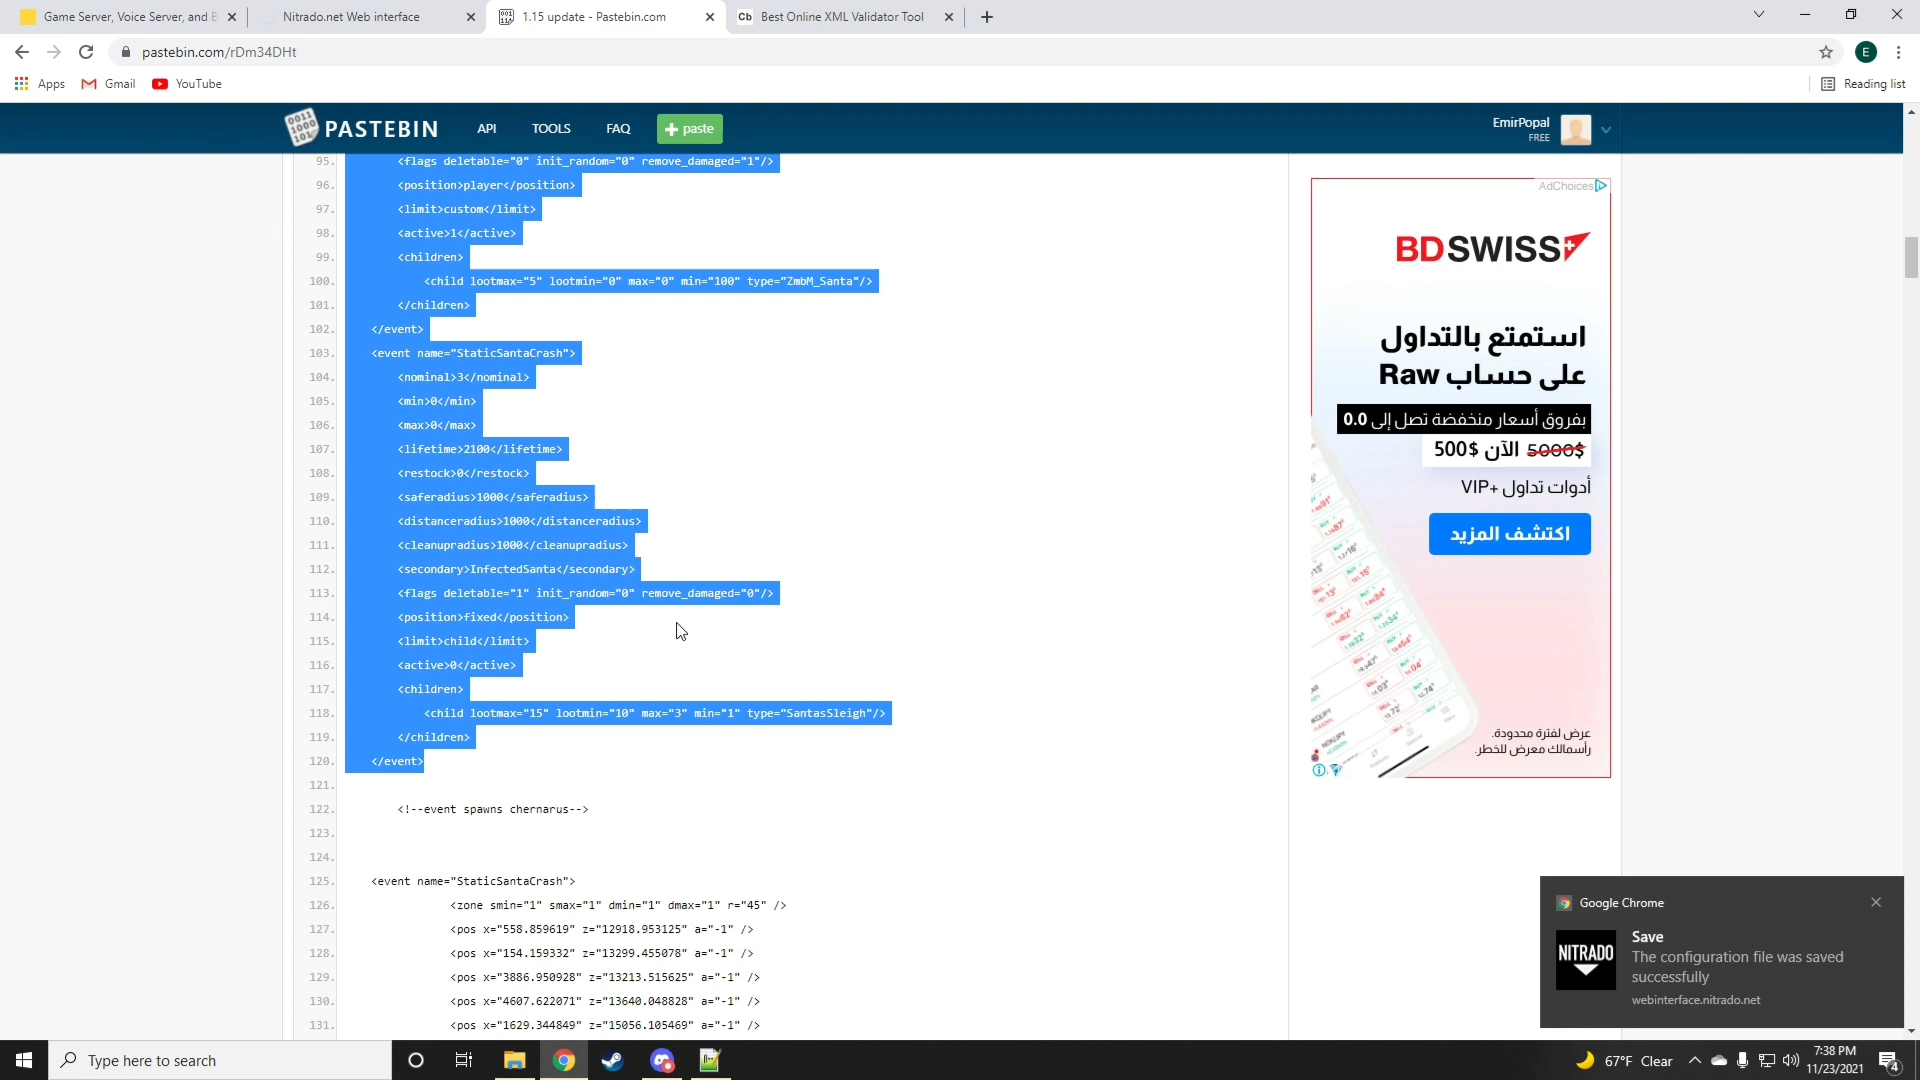 Game Server, Voice Server, and B
Nitrado.net Web interface
1.15 update - Pastebin.com
Cb Best Online XML Validator Tool
pastebin.com/rDm34DHt
E
Apps Gmail YouTube Reading list
PASTEBIN API TOOLS FAQ paste EmirPopal
FREE
95. <flags deletable="0" init_random="0" remove_damaged="1"/>
96. <position>player</position>
97. <limit>custom</limit>
98. <active>1</active>
99. <children>
100. <child lootmax="5" lootmin="0" max="0" min="100" type="ZmbM_Santa"/>
101. </children>
102. </event>
103. <event name="StaticSantaCrash">
104. <nominal>3</nominal>
105. <min>0</min>
106. <max>0</max>
107. <lifetime>2100</lifetime>
108. <restock>0</restock>
109. <saferadius>1000</saferadius>
110. <distanceradius>1000</distanceradius>
111. <cleanupradius>1000</cleanupradius>
112. <secondary>InfectedSanta</secondary>
113. <flags deletable="1" init_random="0" remove_damaged="0"/>
114. <position>fixed</position>
115. <limit>child</limit>
116. <active>0</active>
117. <children>
118. <child lootmax="15" lootmin="10" max="3" min="1" type="SantasSleigh"/>
119. </children>
120. </event>
121.
122. <!--event spawns chernarus-->
123.
124.
125. <event name="StaticSantaCrash">
126. <zone smin="1" smax="1" dmin="1" dmax="1" r="45" />
127. <pos x="558.859619" z="12918.953125" a="-1" />
128. <pos x="154.159332" z="13299.455078" a="-1" />
129. <pos x="3886.950928" z="13213.515625" a="-1" />
130. <pos x="4607.622071" z="13640.048828" a="-1" />
131. <pos x="1629.344849" z="15056.105469" a="-1" />
AdChoices
BDSWISS
استمتع بالتداول
على حساب Raw
بفروق أسعار منخفضة تصل إلى 0.0
5000$ الآن 500$
أدوات تداول +VIP
اكتشف المزيد
عرض لفترة محدودة.
رأسمالك معرض للخطر.
Google Chrome
NITRADO
Save
The configuration file was saved
successfully
webinterface.nitrado.net
Type here to search
67°F Clear
7:38 PM
11/23/2021
4